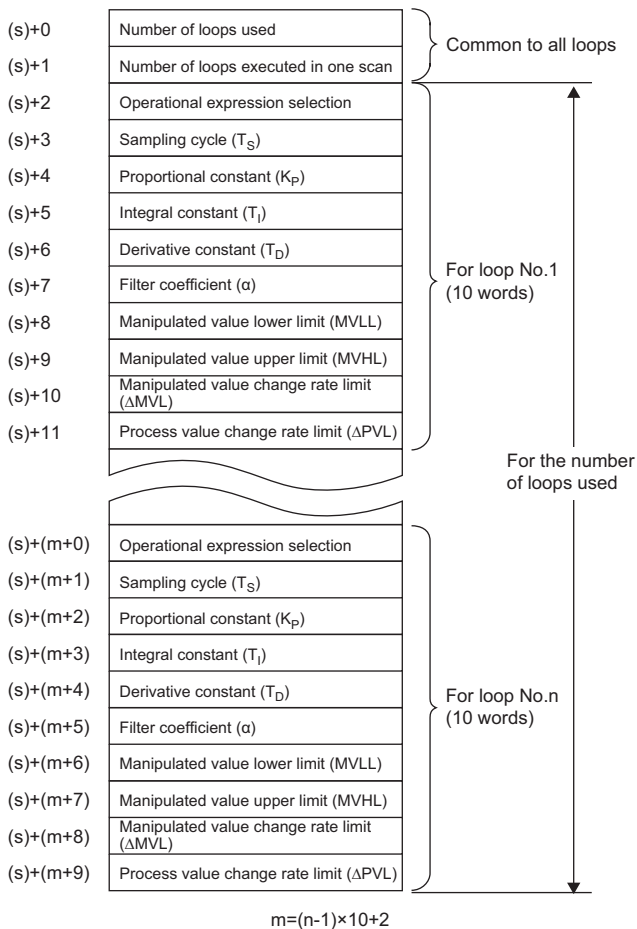 (s)+0 Number of loops used
(s)+1 Number of loops executed in one scan
Common to all loops
(s)+2 Operational expression selection
(s)+3 Sampling cycle (TS)
(s)+4 Proportional constant (KP)
(s)+5 Integral constant (TI)
(s)+6 Derivative constant (TD)
(s)+7 Filter coefficient (α)
(s)+8 Manipulated value lower limit (MVLL)
(s)+9 Manipulated value upper limit (MVHL)
(s)+10 Manipulated value change rate limit
(ΔMVL)
(s)+11 Process value change rate limit (ΔPVL)
For loop No.1
(10 words)
For the number
of loops used
(s)+(m+0) Operational expression selection
(s)+(m+1) Sampling cycle (TS)
(s)+(m+2) Proportional constant (KP)
(s)+(m+3) Integral constant (TI)
(s)+(m+4) Derivative constant (TD)
(s)+(m+5) Filter coefficient (α)
(s)+(m+6) Manipulated value lower limit (MVLL)
(s)+(m+7) Manipulated value upper limit (MVHL)
(s)+(m+8) Manipulated value change rate limit
(ΔMVL)
(s)+(m+9) Process value change rate limit (ΔPVL)
For loop No.n
(10 words)
m=(n-1)×10+2